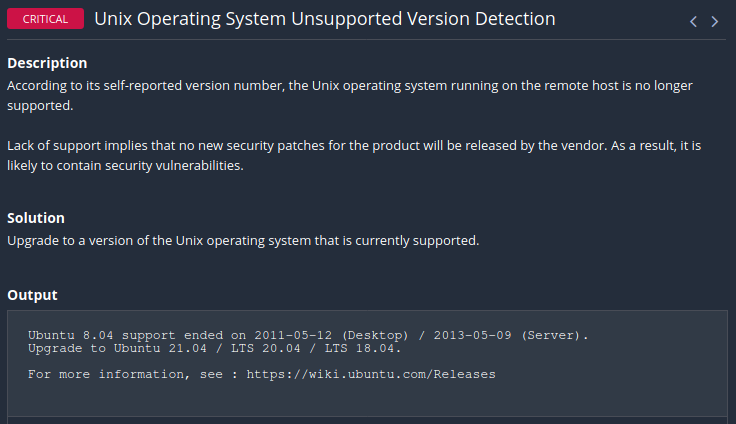 CRITICAL Unix Operating System Unsupported Version Detection
Description
According to its self-reported version number, the Unix operating system running on the remote host is no longer
supported.
Lack of support implies that no new security patches for the product will be released by the vendor. As a result, it is
likely to contain security vulnerabilities.
Solution
Upgrade to a version of the Unix operating system that is currently supported.
Output
Ubuntu 8.04 support ended on 2011-05-12 (Desktop) / 2013-05-09 (Server).
Upgrade to Ubuntu 21.04 / LTS 20.04 / LTS 18.04.
For more information, see : https://wiki.ubuntu.com/Releases